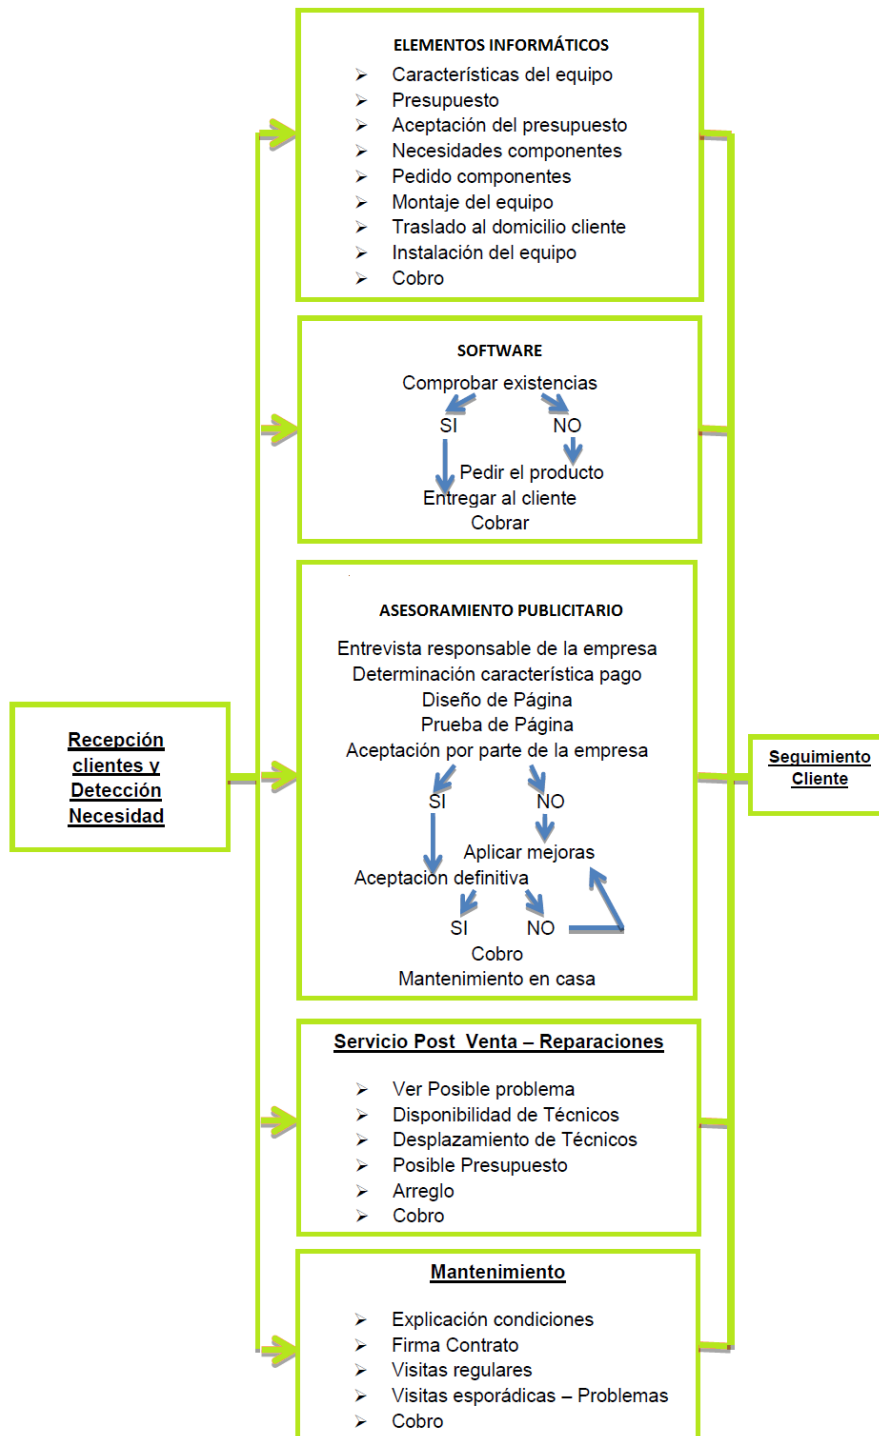 ELEMENTOS INFORMÁTICOS
Características del equipo
Presupuesto
Aceptación del presupuesto
Necesidades componentes
Pedido componentes
Montaje del equipo
Traslado al domicilio cliente
Instalación del equipo
Cobro
SOFTWARE
Comprobar existencias
SI NO
Pedir el producto
Entregar al cliente
Cobrar
ASESORAMIENTO PUBLICITARIO
Entrevista responsable de la empresa
Determinación característica pago
Diseño de Página
Prueba de Página
Aceptación por parte de la empresa
SI NO
Aplicar mejoras
Aceptación definitiva
SI NO
Cobro
Mantenimiento en casa
Recepción
clientes y
Detección
Necesidad
Seguimiento
Cliente
Servicio Post Venta – Reparaciones
Ver Posible problema
Disponibilidad de Técnicos
Desplazamiento de Técnicos
Posible Presupuesto
Arreglo
Cobro
Mantenimiento
Explicación condiciones
Firma Contrato
Visitas regulares
Visitas esporádicas – Problemas
Cobro